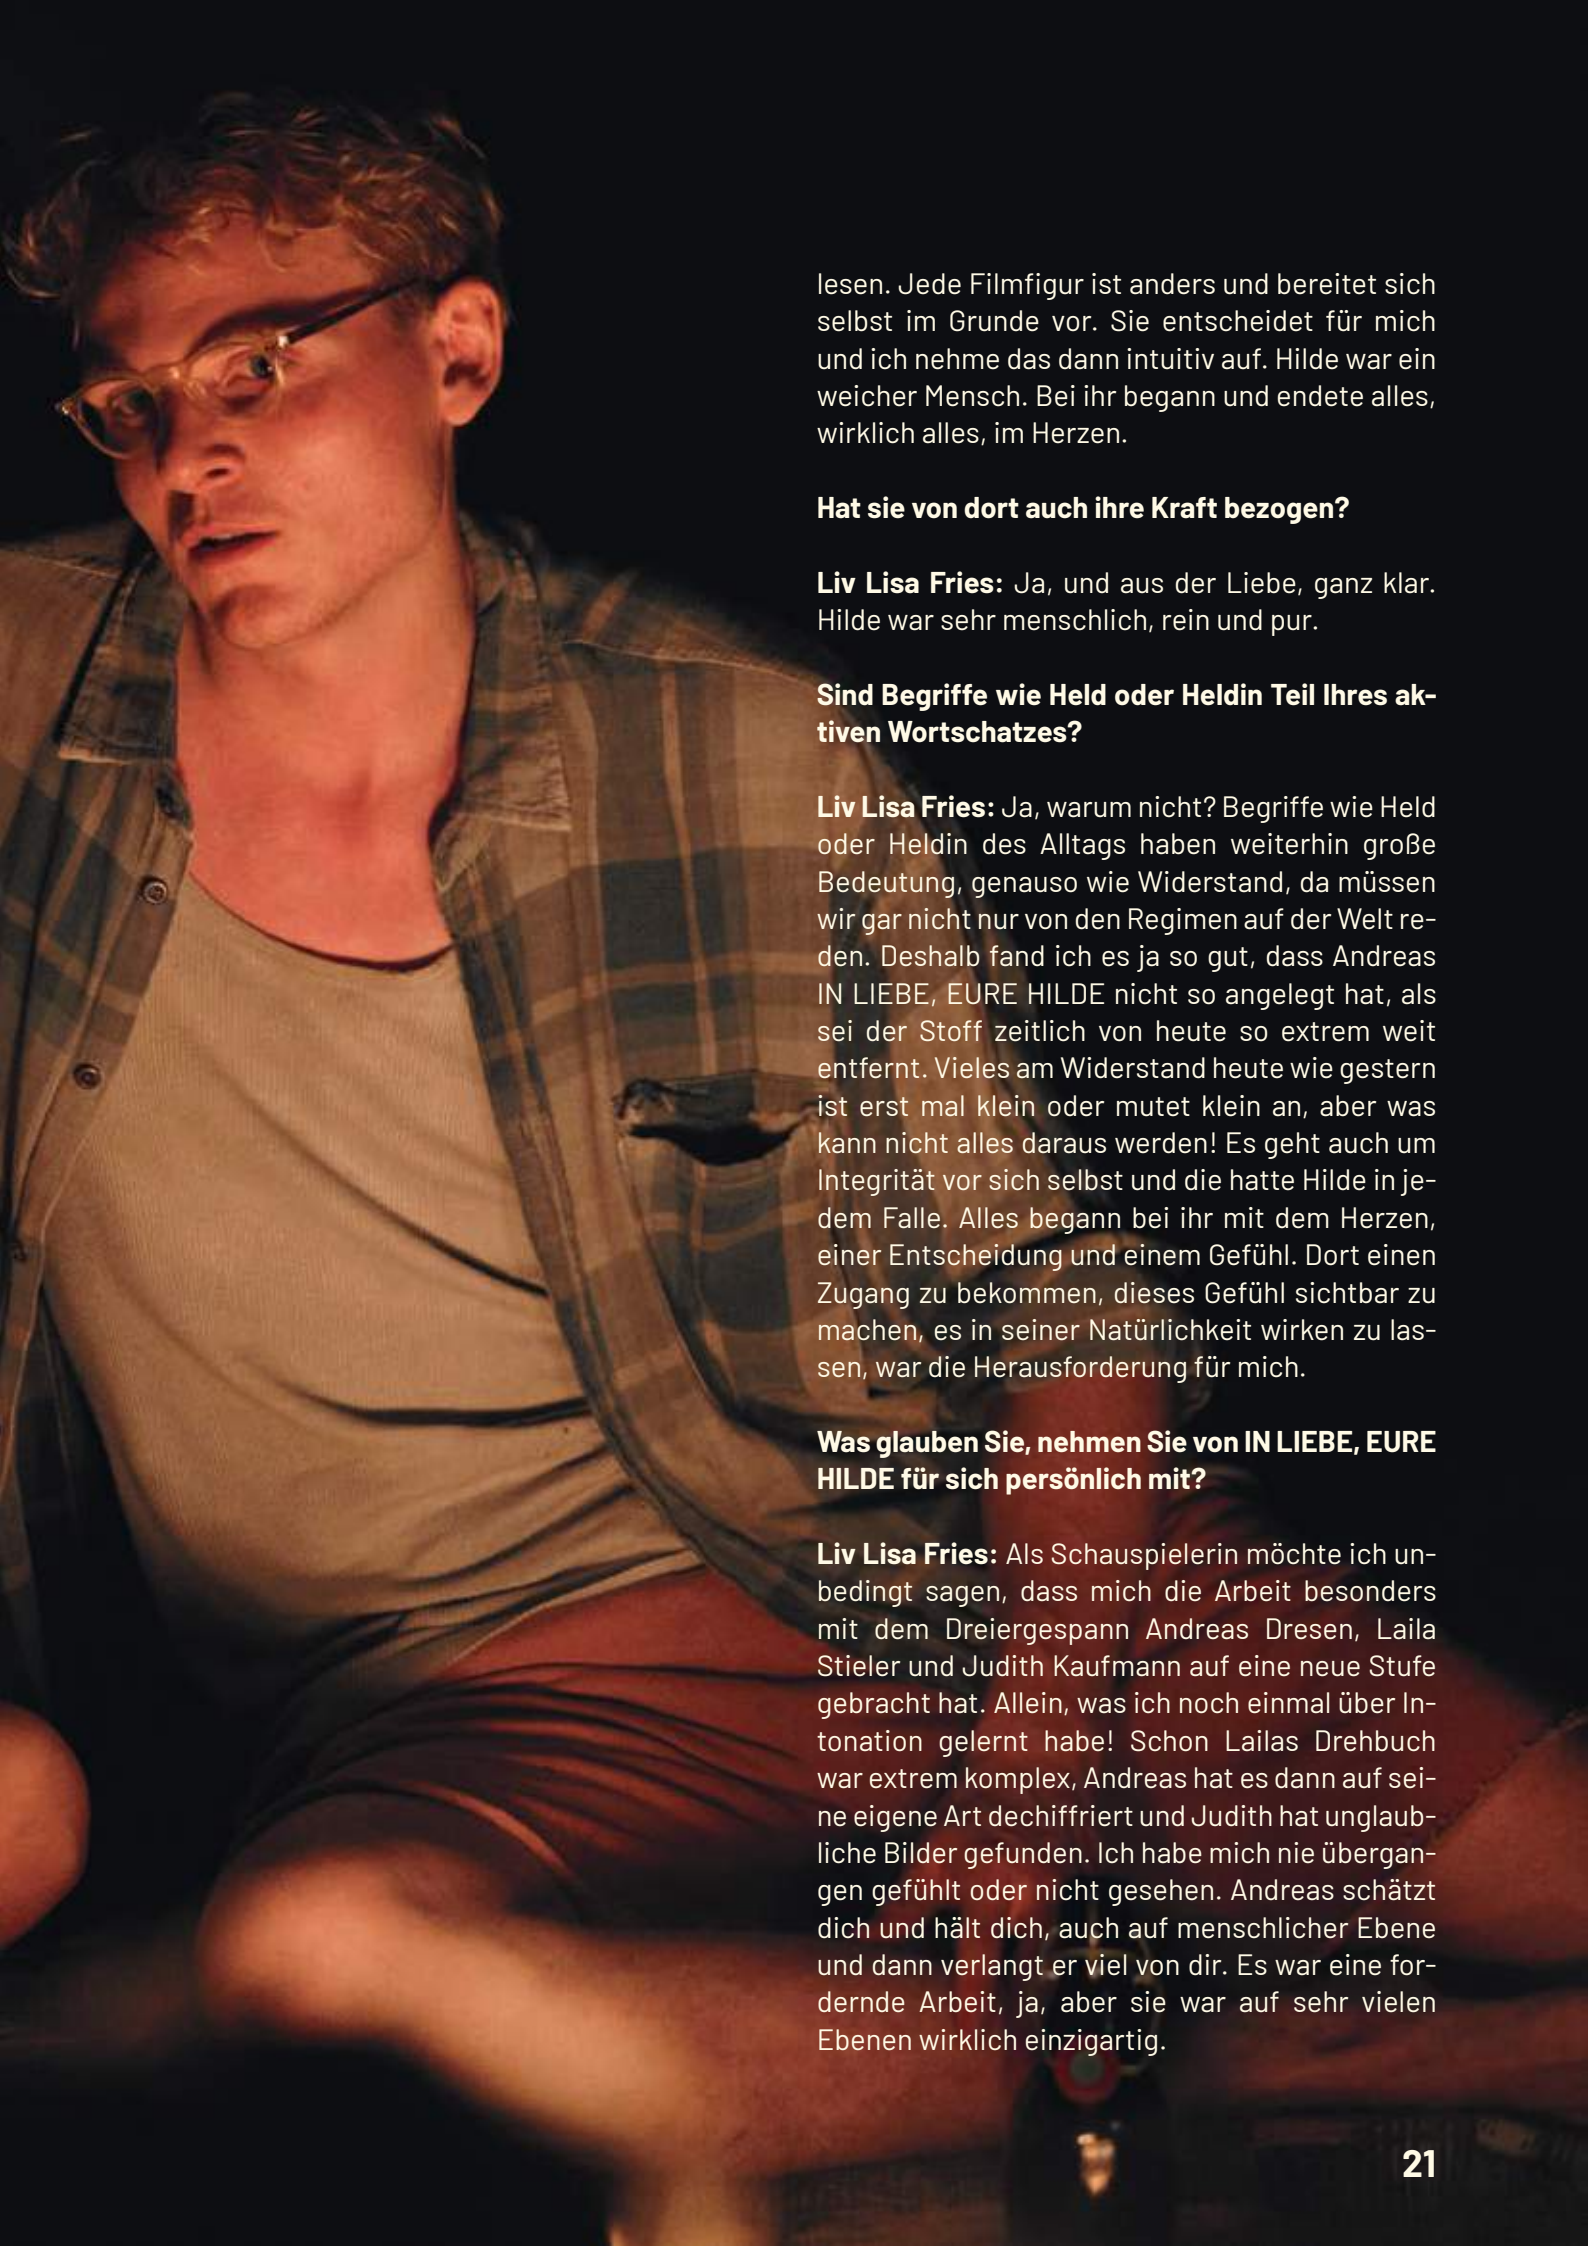 lesen. Jede Filmfigur ist anders und bereitet sich
selbst im Grunde vor. Sie entscheidet für mich
und ich nehme das dann intuitiv auf. Hilde war ein
weicher Mensch. Bei ihr begann und endete alles,
wirklich alles, im Herzen.
Hat sie von dort auch ihre Kraft bezogen?
Liv Lisa Fries: Ja, und aus der Liebe, ganz klar.
Hilde war sehr menschlich, rein und pur.
Sind Begriffe wie Held oder Heldin Teil Ihres ak-
tiven Wortschatzes?
Liv Lisa Fries: Ja, warum nicht? Begriffe wie Held
oder Heldin des Alltags haben weiterhin große
Bedeutung, genauso wie Widerstand, da müssen
wir gar nicht nur von den Regimen auf der Welt re-
den. Deshalb fand ich es ja so gut, dass Andreas
IN LIEBE, EURE HILDE nicht so angelegt hat, als
sei der Stoff zeitlich von heute so extrem weit
entfernt. Vieles am Widerstand heute wie gestern
ist erst mal klein oder mutet klein an, aber was
kann nicht alles daraus werden! Es geht auch um
Integrität vor sich selbst und die hatte Hilde in je-
dem Falle. Alles begann bei ihr mit dem Herzen,
einer Entscheidung und einem Gefühl. Dort einen
Zugang zu bekommen, dieses Gefühl sichtbar zu
machen, es in seiner Natürlichkeit wirken zu las-
sen, war die Herausforderung für mich.
Was glauben Sie, nehmen Sie von IN LIEBE, EURE
HILDE für sich persönlich mit?
Liv Lisa Fries: Als Schauspielerin möchte ich un-
bedingt sagen, dass mich die Arbeit besonders
mit dem Dreiergespann Andreas Dresen, Laila
Stieler und Judith Kaufmann auf eine neue Stufe
gebracht hat. Allein, was ich noch einmal über In-
tonation gelernt habe! Schon Lailas Drehbuch
war extrem komplex, Andreas hat es dann auf sei-
ne eigene Art dechiffriert und Judith hat unglaub-
liche Bilder gefunden. Ich habe mich nie übergan-
gen gefühlt oder nicht gesehen. Andreas schätzt
dich und hält dich, auch auf menschlicher Ebene
und dann verlangt er viel von dir. Es war eine for-
dernde Arbeit, ja, aber sie war auf sehr vielen
Ebenen wirklich einzigartig.
21